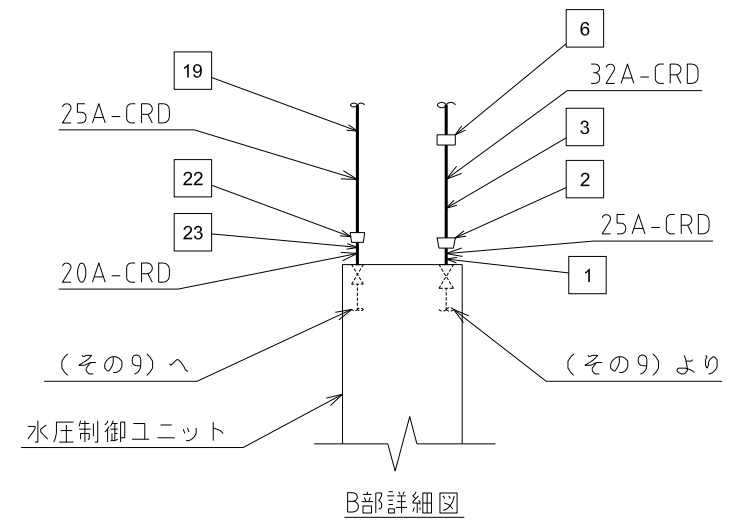 6
19
32A-CRD
25A-CRD
3
22
2
23
25A-CRD
20A-CRD
1
(その9)へ
(その9)より
水圧制御ユニット
B部詳細図